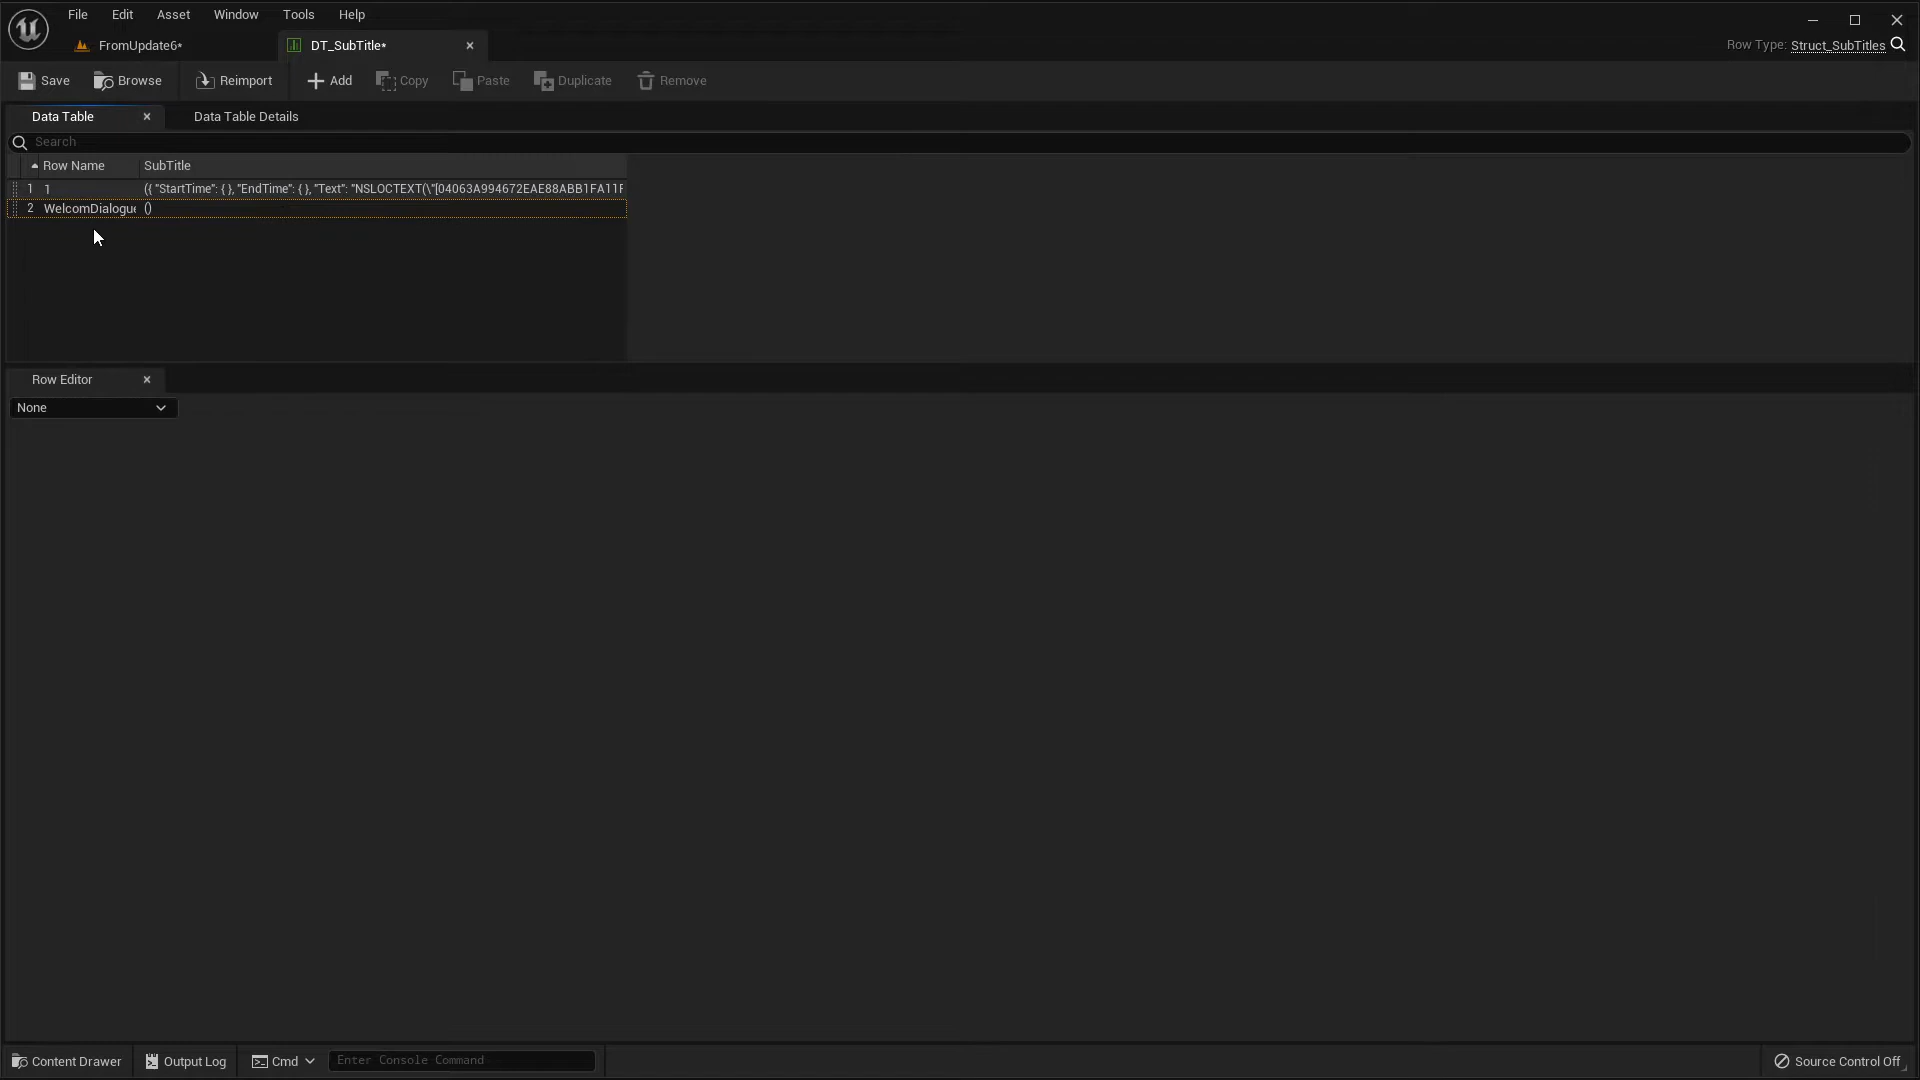 File Edit Asset Window Tools Help
FromUpdate6* DT_SubTitle* Row Type: Struct_SubTitles
Save Browse Reimport Add Copy Paste Duplicate Remove
Data Table Data Table Details
Search
Row Name SubTitle
1 1 ({ "StartTime": { }, "EndTime": { }, "Text": "NSLOCTEXT(\"[04063A994672EAE88ABB1FA11F
2 WelcomDialogue ()
Row Editor
None
Content Drawer Output Log Cmd Enter Console Command Source Control Off